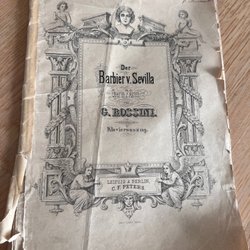 Der
Barbier v. Sevilla
G. ROSSINI.
Klavierauszug.
LEIPZIG & BERLIN
C. F. PETERS